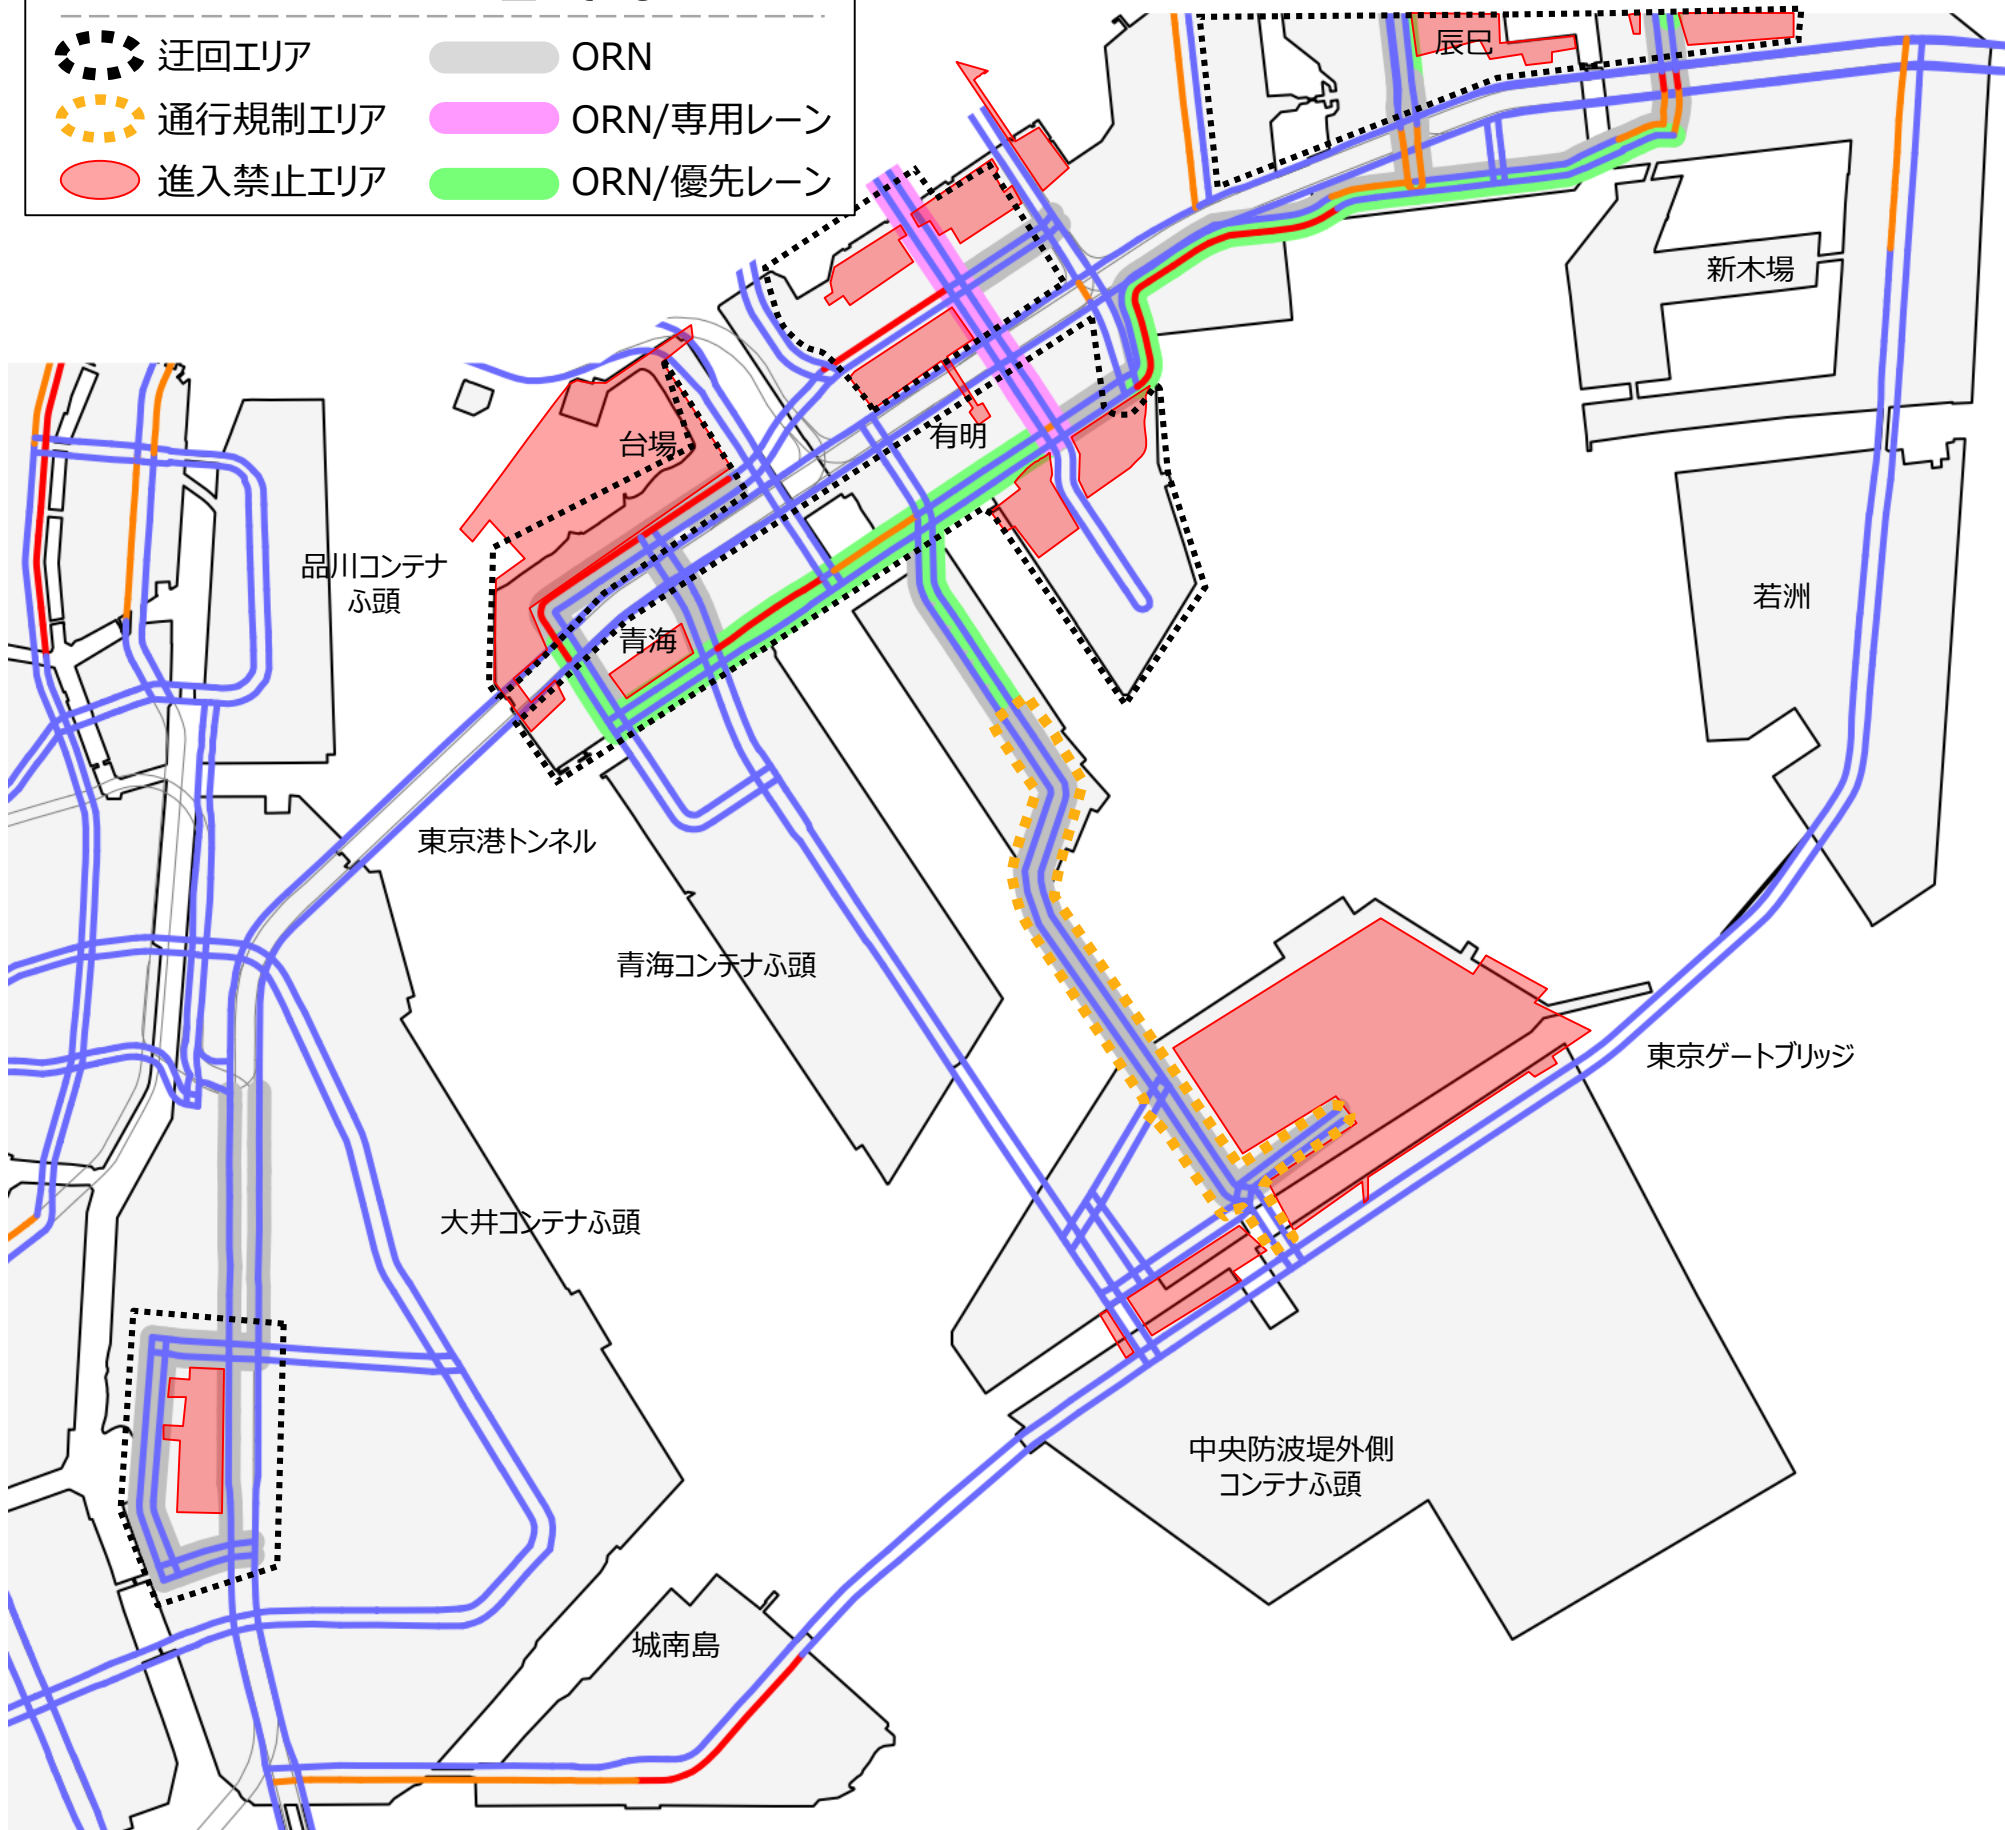 迂回エリア
ORN
通行規制エリア
ORN/専用レーン
進入禁止エリア
ORN/優先レーン
辰巳
新木場
台場
有明
品川コンテナ
ふ頭
若洲
青海
東京港トンネル
青海コンテナふ頭
東京ゲートブリッジ
大井コンテナふ頭
中央防波堤外側
コンテナふ頭
城南島